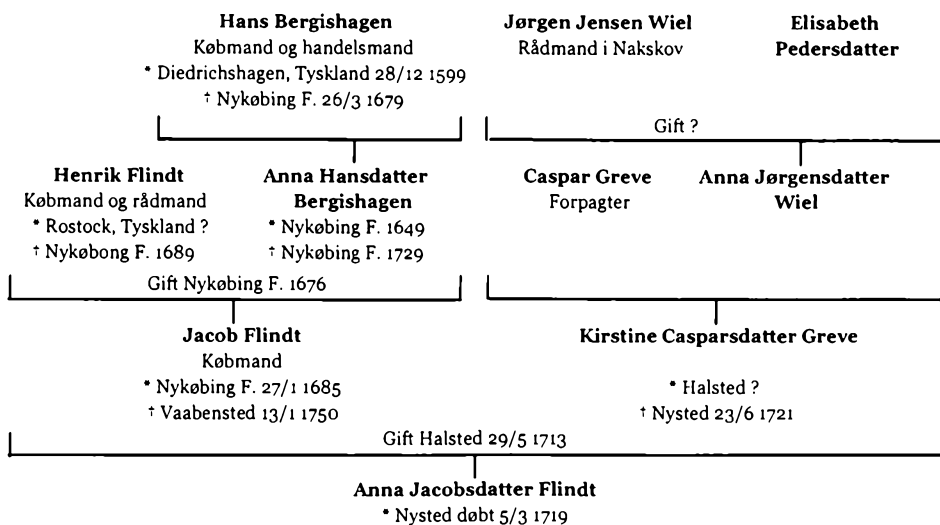 Hans Bergishagen
Købmand og handelsmand
* Diedrichshagen, Tyskland 28/12 1599
† Nykøbing F. 26/3 1679
Jørgen Jensen Wiel
Rådmand i Nakskov
Elisabeth
Pedersdatter
Gift ?
Henrik Flindt
Købmand og rådmand
* Rostock, Tyskland ?
† Nykøbong F. 1689
Anna Hansdatter
Bergishagen
* Nykøbing F. 1649
† Nykøbing F. 1729
Caspar Greve
Forpagter
Anna Jørgensdatter
Wiel
Gift Nykøbing F. 1676
Jacob Flindt
Købmand
* Nykøbing F. 27/1 1685
† Vaabensted 13/1 1750
Kirstine Casparsdatter Greve
* Halsted ?
† Nysted 23/6 1721
Gift Halsted 29/5 1713
Anna Jacobsdatter Flindt
* Nysted døbt 5/3 1719